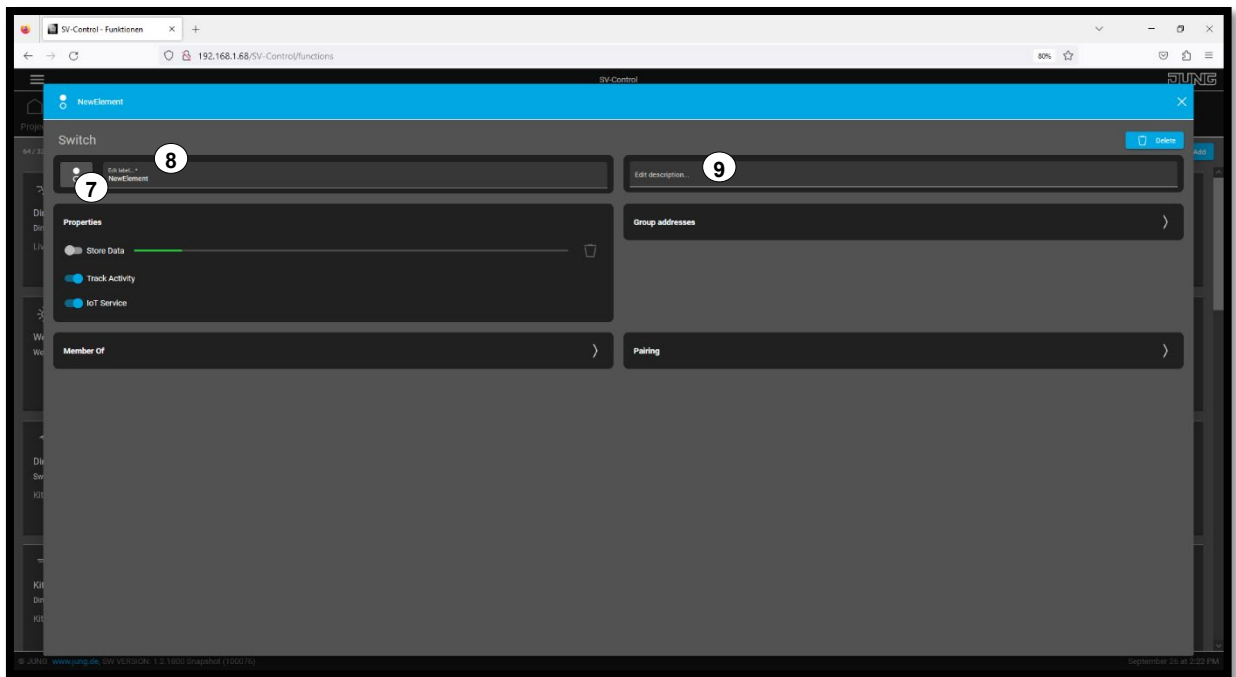 SV-Control - Funktionen
192.168.1.68/SV-Control/functions
80%
SV-Control
JUNG
NewElement
Switch
Delete
Add
8
Edit label... *
NewElement
7
Edit description...
9
Properties
Group addresses
Store Data
Track Activity
IoT Service
Member Of
Pairing
© JUNG www.jung.de, SW VERSION: 1.2.1800 Snapshot (100076)
September 26 at 2:22 PM